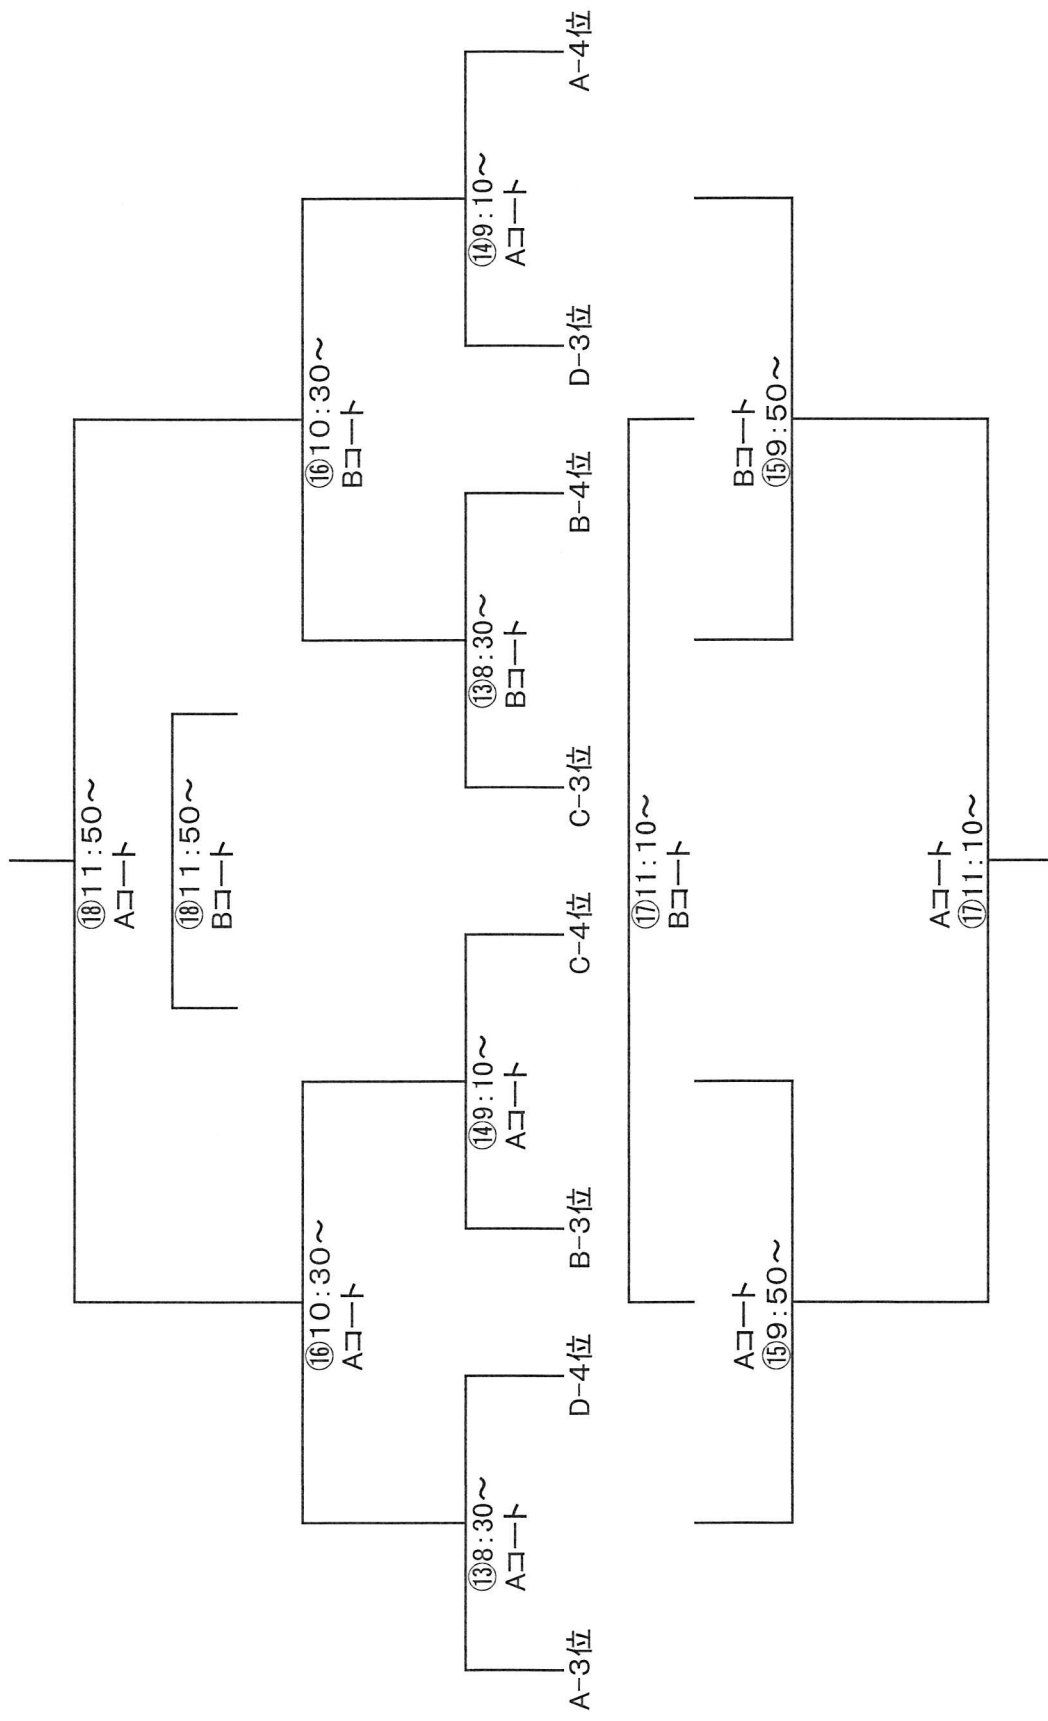 ⑱11:50~
Aコート
⑱11:50~
Bコート
⑯10:30~
Aコート
⑯10:30~
Bコート
⑬8:30~
Aコート
⑭9:10~
Aコート
⑬8:30~
Bコート
⑭9:10~
Aコート
A-3位
D-4位
B-3位
C-4位
C-3位
B-4位
D-3位
A-4位
⑰11:10~
Bコート
Aコート
⑮9:50~
Bコート
⑮9:50~
Aコート
⑰11:10~